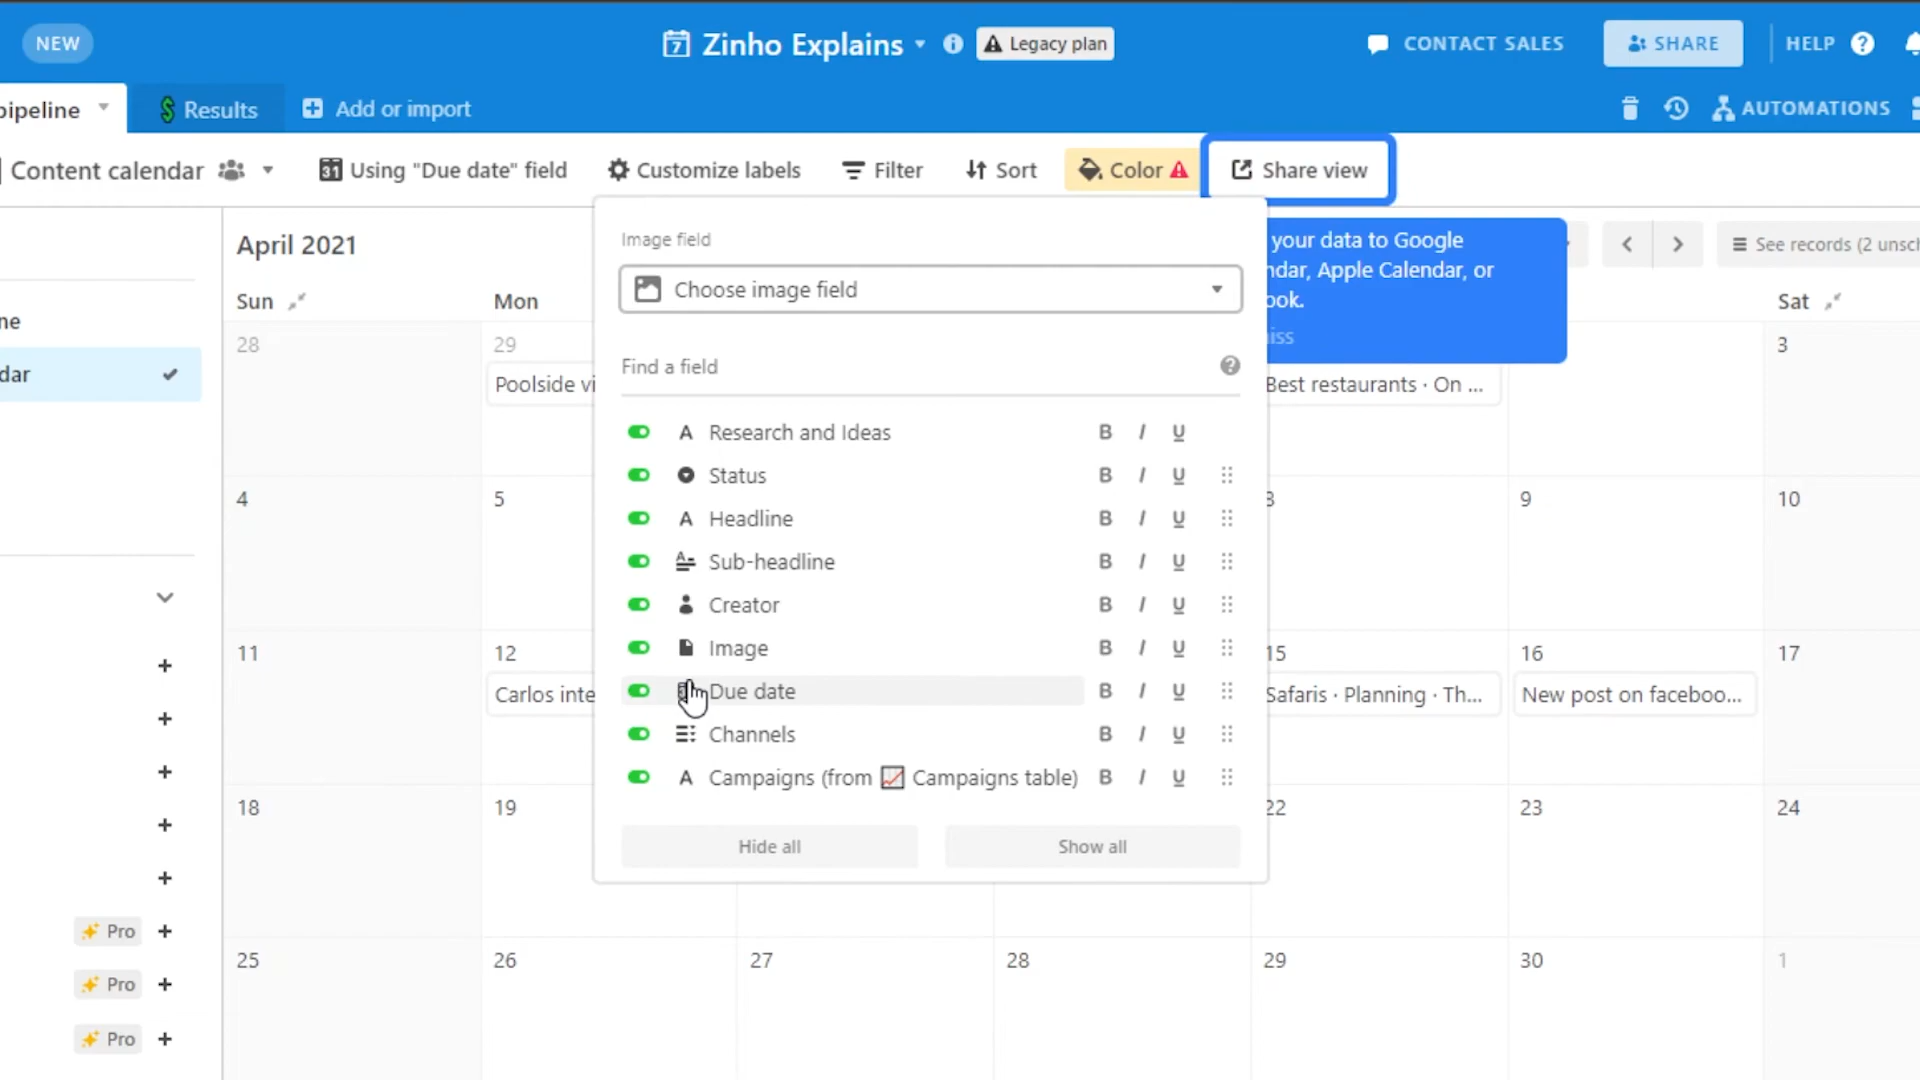 NEW
7
Zinho Explains
Legacy plan
CONTACT SALES
SHARE
HELP ?
pipeline
Results
Add or import
AUTOMATIONS
Content calendar
31 Using "Due date" field
Customize labels
Filter
Sort
Color
Share view
April 2021
Image field
Choose image field
Find a field
your data to Google
ndar, Apple Calendar, or
ook.
iss
See records (2 unsch
Sun
Mon
Sat
ne
dar
28
29
3
Poolside vi
Best restaurants · On ...
Research and Ideas B I U
Status B I U
Headline B I U
Sub-headline B I U
Creator B I U
Image B I U
Due date B I U
Channels B I U
Campaigns (from Campaigns table) B I U
Hide all
Show all
4
5
8
9
10
11
12
15
16
17
Carlos inte
Safaris · Planning · Th...
New post on faceboo...
18
19
22
23
24
Pro
Pro
Pro
25
26
27
28
29
30
1